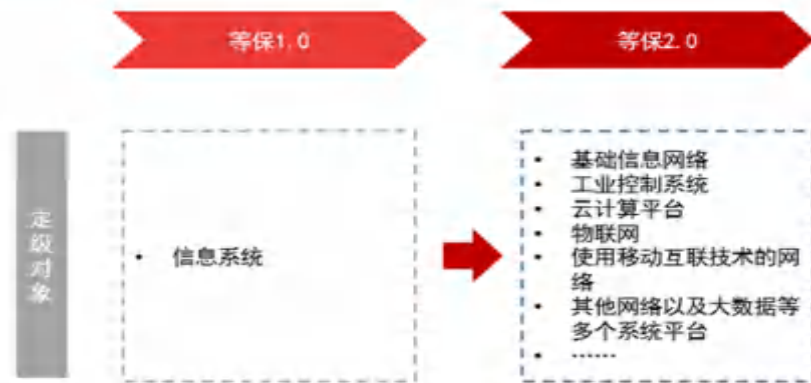 等保1.0
等保2.0
定级对象
• 信息系统
• 基础信息网络
• 工业控制系统
• 云计算平台
• 物联网
• 使用移动互联技术的网
络
• 其他网络以及大数据等
多个系统平台
• ……